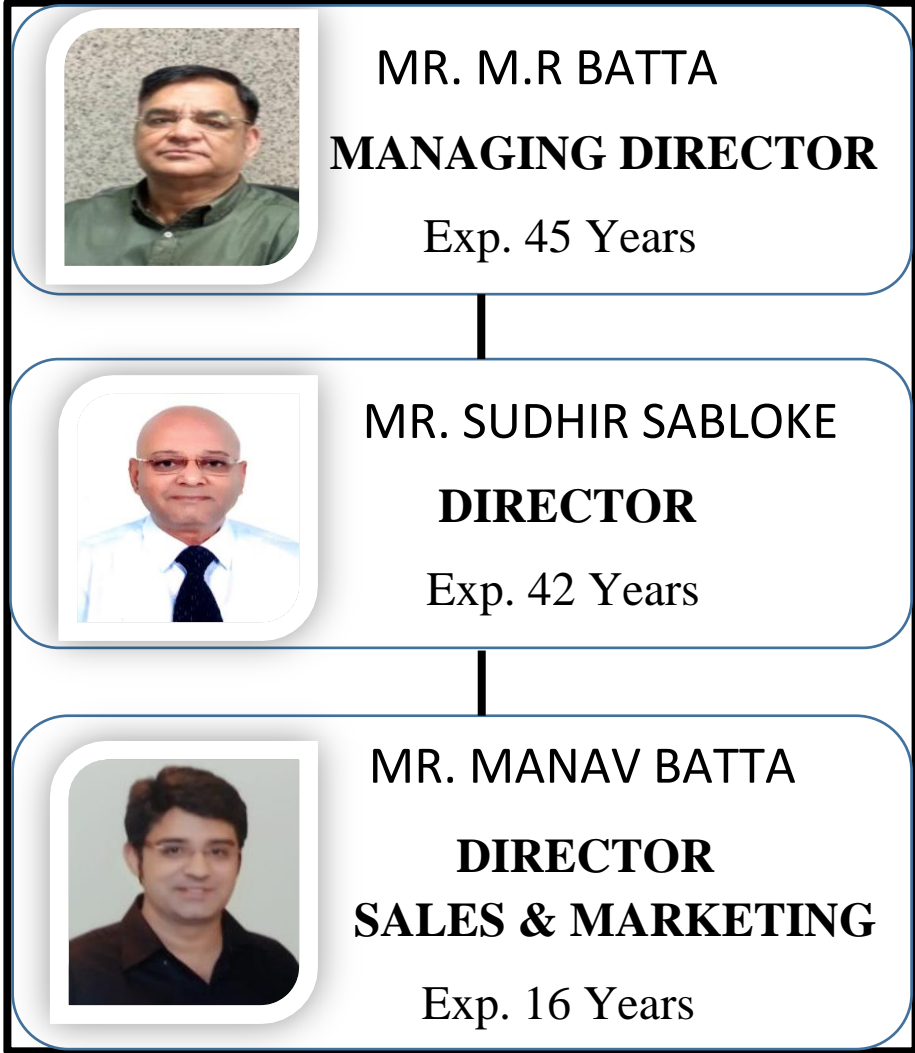 MR. M.R BATTA
MANAGING DIRECTOR
Exp. 45 Years
MR. SUDHIR SABLOKE
DIRECTOR
Exp. 42 Years
MR. MANAV BATTA
DIRECTOR
SALES & MARKETING
Exp. 16 Years